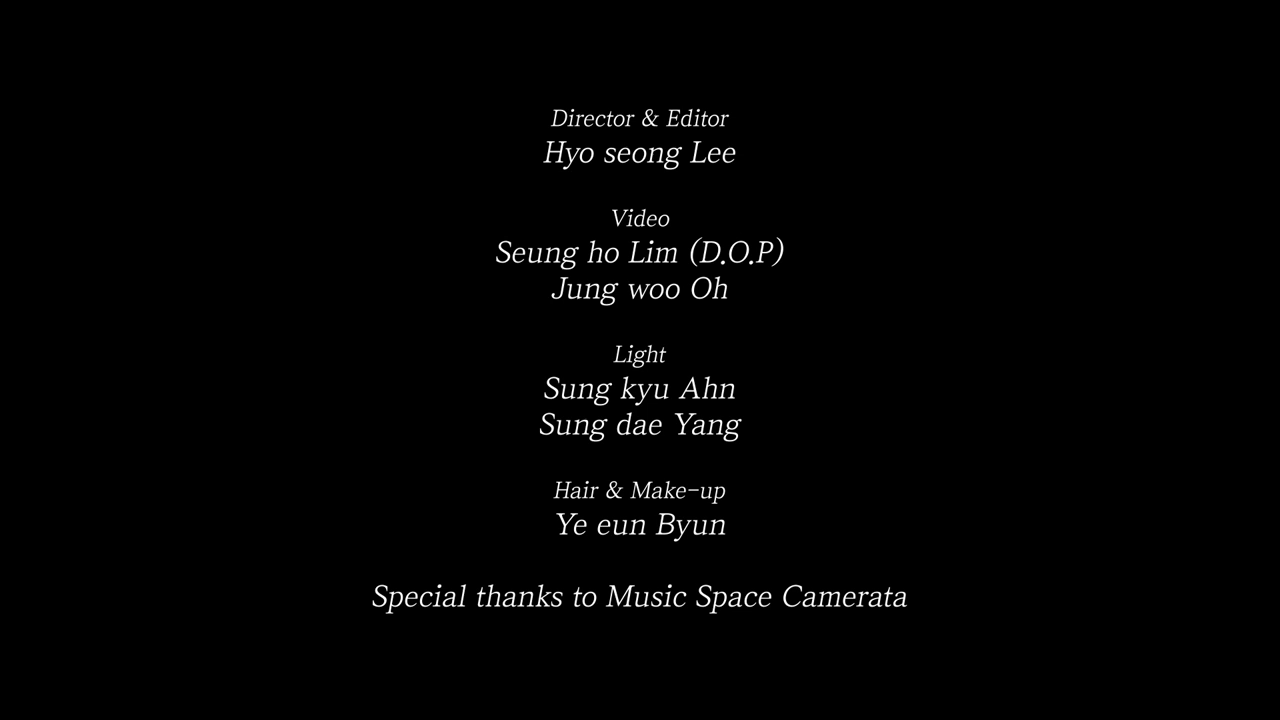 Director & Editor
Hyo seong Lee
Video
Seung ho Lim (D.O.P)
Jung woo Oh
Light
Sung kyu Ahn
Sung dae Yang
Hair & Make-up
Ye eun Byun
Special thanks to Music Space Camerata